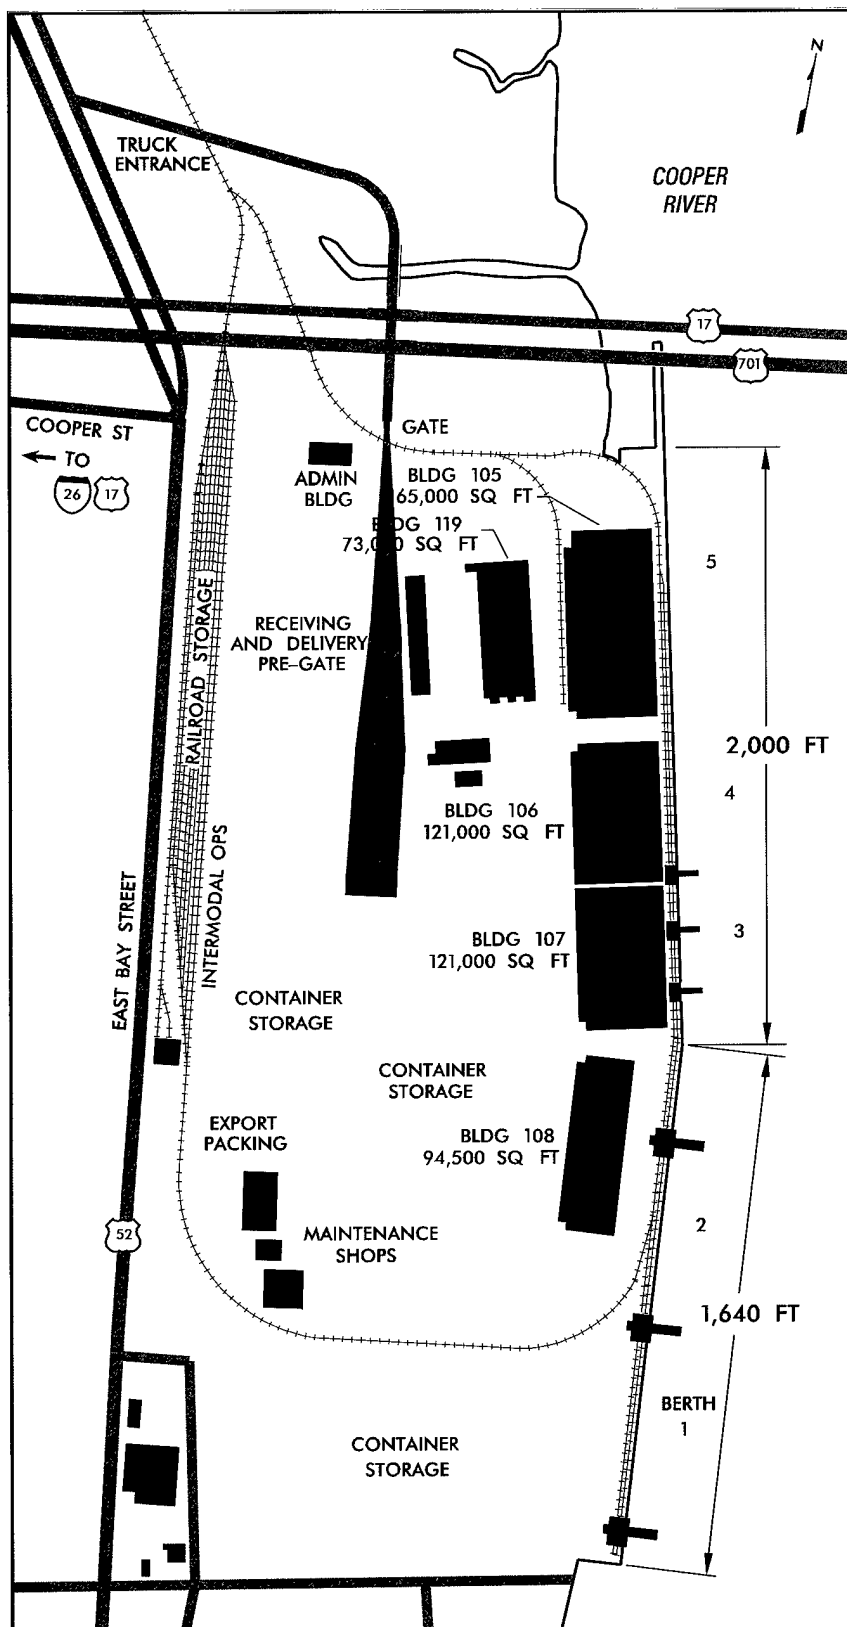 N
TRUCK
ENTRANCE
COOPER
RIVER
17
701
COOPER ST
TO
26 17
GATE
ADMIN
BLDG
BLDG 105
65,000 SQ FT
BLDG 119
SQ FT
5
RECEIVING
AND DELIVERY
PRE–GATE
RAILROAD STORAGE
2,000 FT
4
BLDG 106
121,000 SQ FT
INTERMODAL OPS
EAST BAY STREET
3
BLDG 107
121,000 SQ FT
CONTAINER
STORAGE
CONTAINER
STORAGE
EXPORT
PACKING
BLDG 108
94,500 SQ FT
52
MAINTENANCE
SHOPS
2
1,640 FT
BERTH
1
CONTAINER
STORAGE